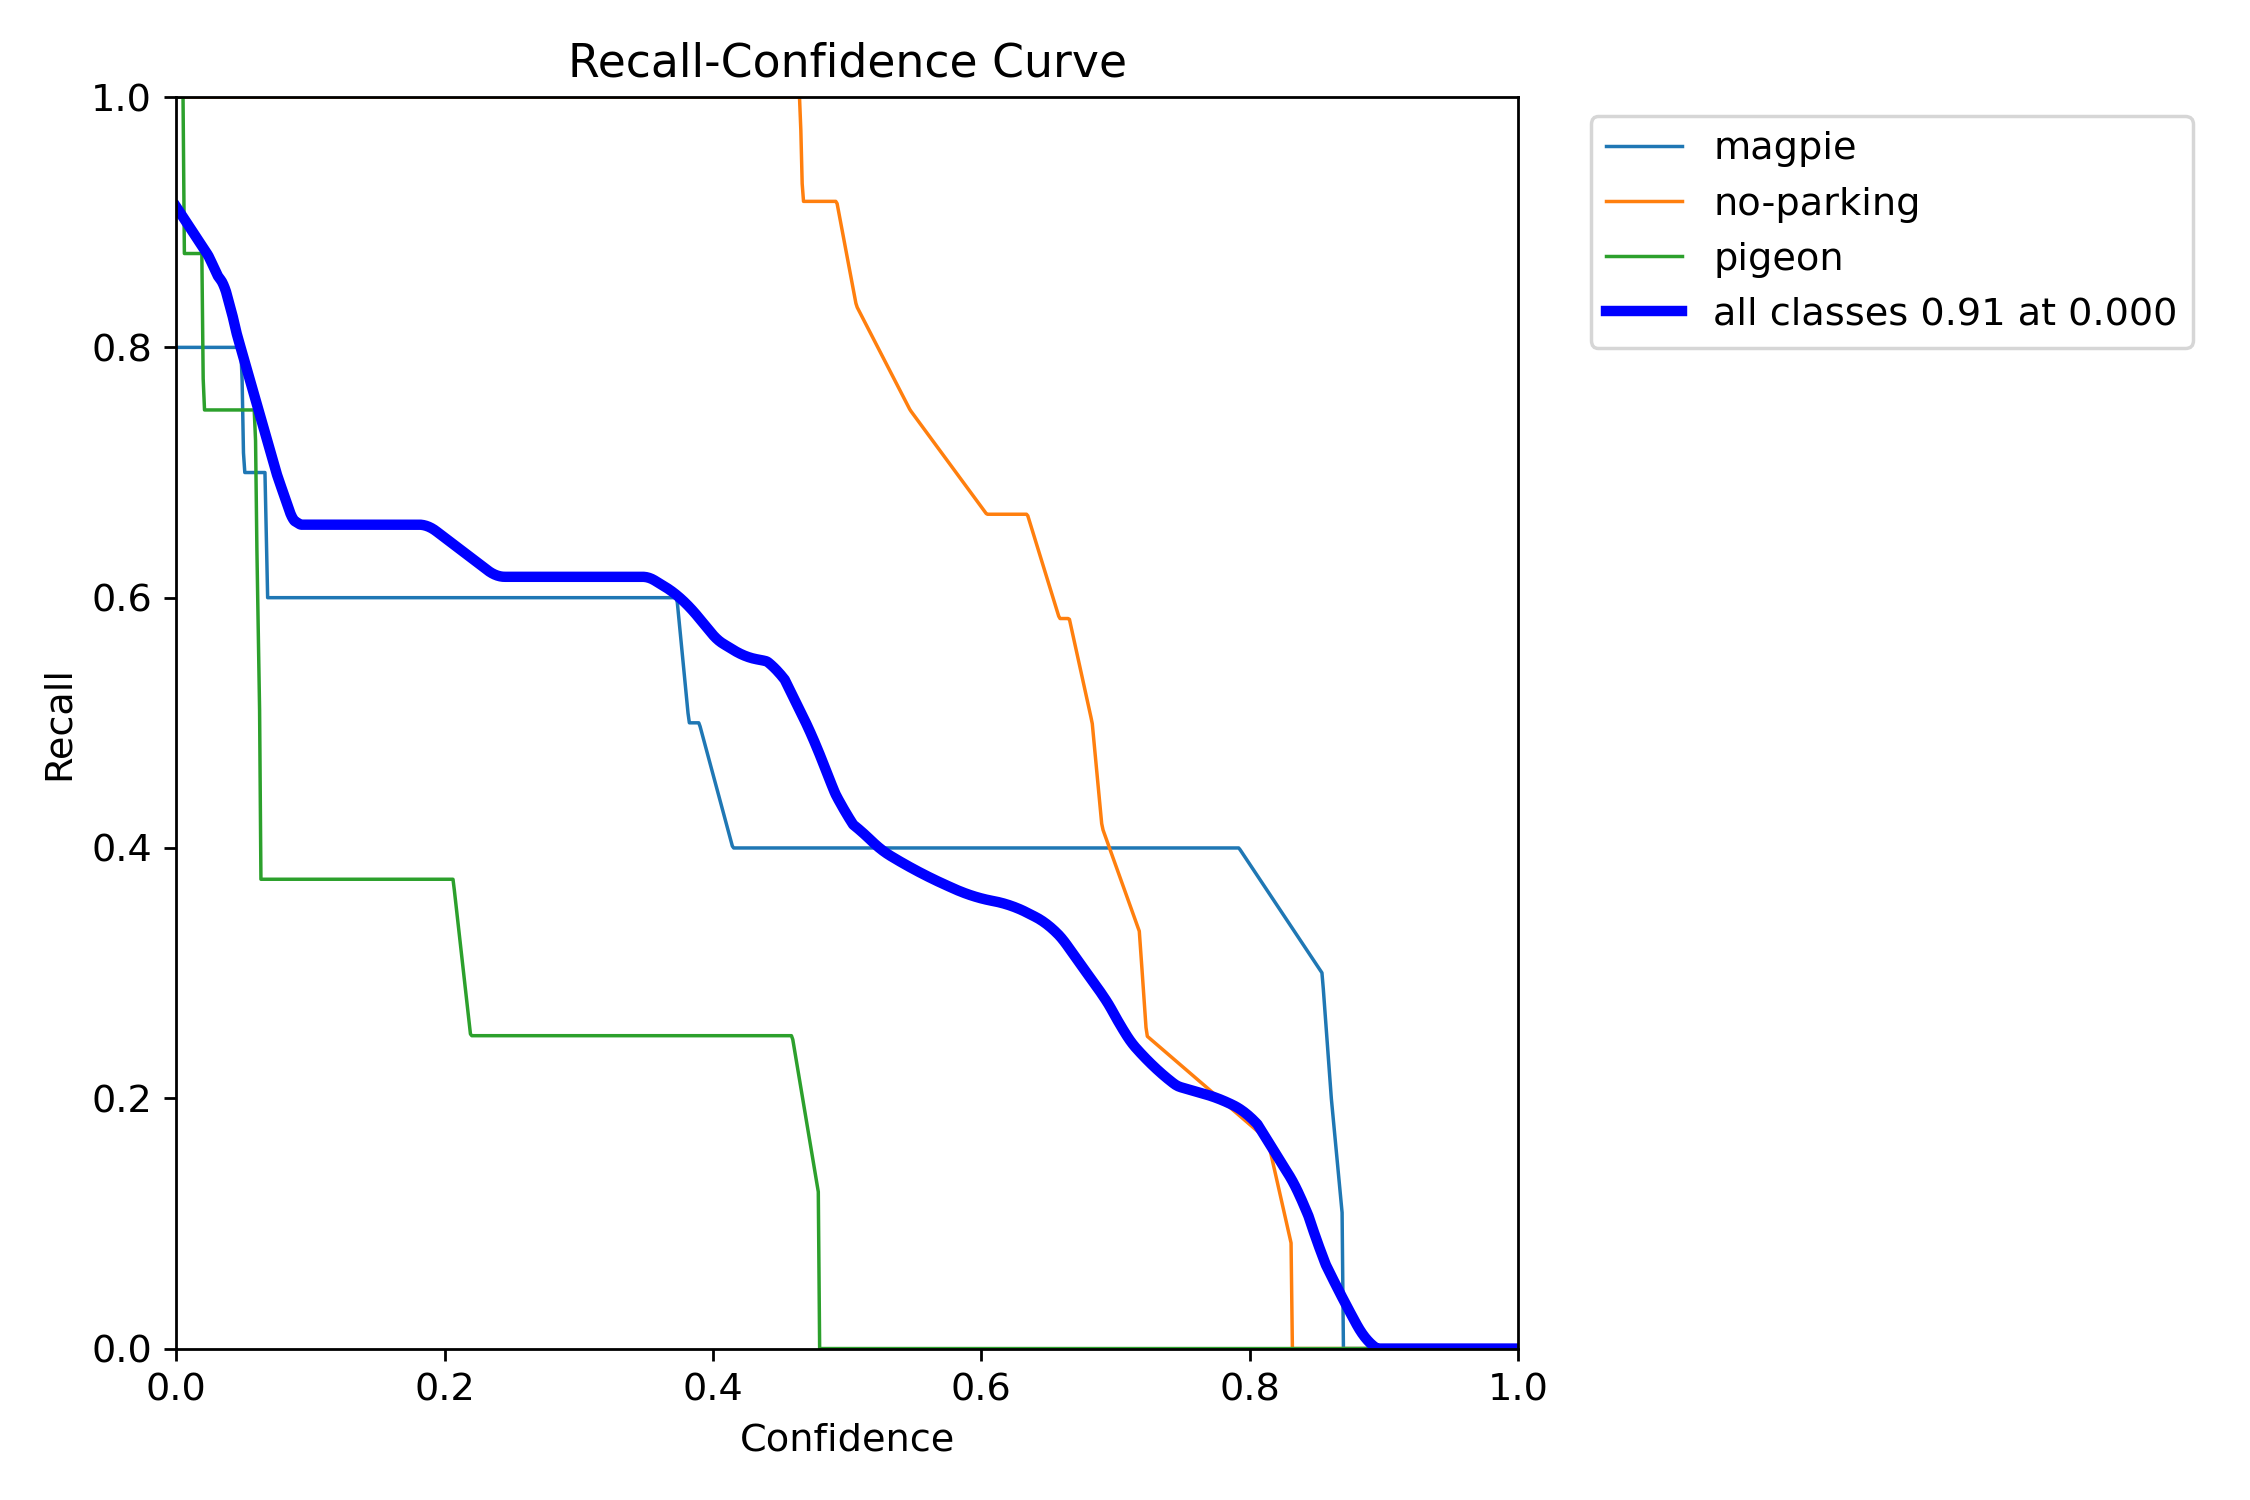 Recall-Confidence Curve
1.0
0.8
0.6
0.4
0.2
0.0
Recall
0.0 0.2 0.4 0.6 0.8 1.0
Confidence
magpie
no-parking
pigeon
all classes 0.91 at 0.000